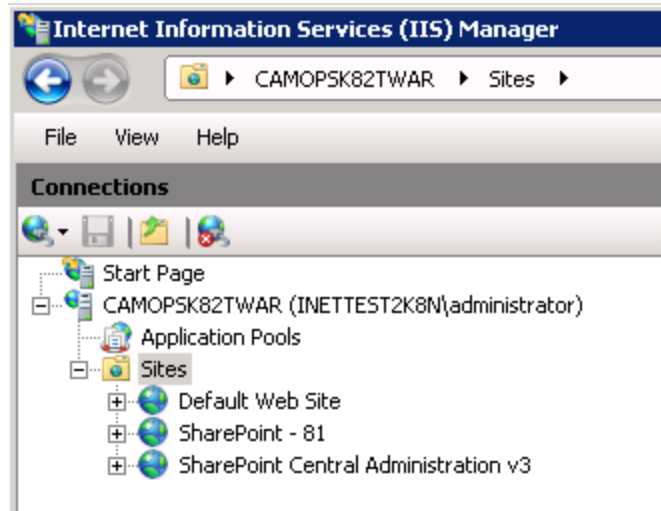 Internet Information Services (IIS) Manager
CAMOPSK82TWAR Sites
File View Help
Connections
Start Page
CAMOPSK82TWAR (INETTEST2K8N\administrator)
Application Pools
Sites
Default Web Site
SharePoint - 81
SharePoint Central Administration v3